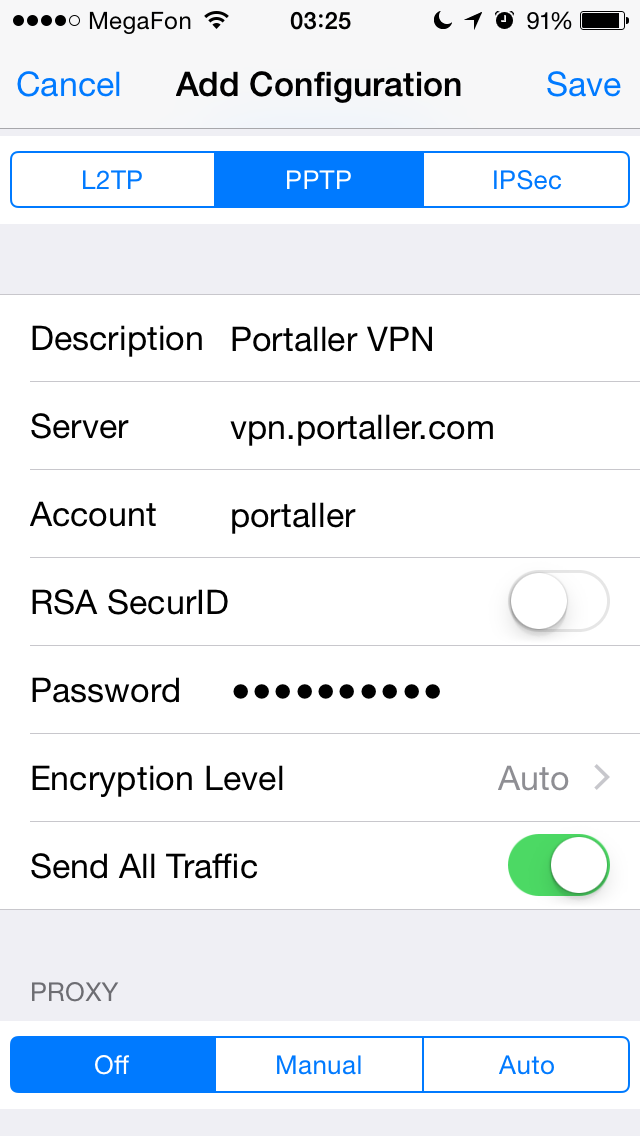 MegaFon 03:25 91%
Cancel Add Configuration Save
L2TP PPTP IPSec
Description Portaller VPN
Server vpn.portaller.com
Account portaller
RSA SecurID
Password ••••••••••
Encryption Level Auto
Send All Traffic
PROXY
Off Manual Auto